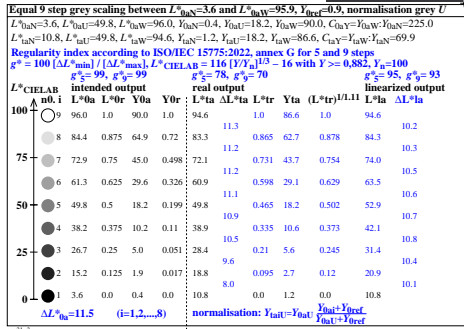 Equal 9 step grey scaling between L*0aN=3.6 and L*0aW=95.9, Y0ref=0.9, normalisation grey U
L*0aN=3.6, L*0aU=49.8, L*0aW=96.0, Y0aN=0.4, Y0aU=18.2, Y0aW=90.0, C0aY=Y0aW:Y0aN=225.0
L*taN=10.8, L*taU=49.8, L*taW=94.6, YtaN=1.2, YtaU=18.2, YtaW=86.6, CtaY=YtaW:YtaN=69.9
Regularity index according to ISO/IEC 15775:2022, annex G for 5 and 9 steps
g* = 100 [ΔL*min] / [ΔL*max], L*CIELAB = 116 [Y/Yn]1/3 – 16 with Y >= 0,882, Yn=100
g*5= 99, g*9= 99 g*5= 78, g*9= 70 g*5= 95, g*9= 93
L*CIELAB intended output real output linearized output
n0. i L*0a L*0r Y0a Y0r L*ta ΔL*ta L*tr Yta (L*tr)1/1.11 L*la ΔL*la
100 9 96.0 1.0 90.0 1.0 94.6 1.0 86.6 1.0 94.6
11.3 10.2
8 84.4 0.875 64.9 0.72 83.3 0.865 62.7 0.878 84.3
11.1 10.3
75 7 72.9 0.75 45.0 0.498 72.1 0.731 43.7 0.754 74.0
11.2 10.5
6 61.3 0.625 29.6 0.326 60.9 0.598 29.1 0.629 63.5
11.1 10.6
50 5 49.8 0.5 18.2 0.199 49.8 0.465 18.2 0.502 52.9
10.9 10.7
4 38.2 0.375 10.2 0.11 38.9 0.335 10.6 0.373 42.1
10.5 10.8
25 3 26.7 0.25 5.0 0.051 28.4 0.21 5.6 0.245 31.4
9.6 10.4
2 15.2 0.125 1.9 0.017 18.8 0.095 2.7 0.12 20.9
8.0 10.1
0 1 3.6 0.0 0.4 0.0 10.8 0.0 1.2 0.0 10.8
ΔL*0a=11.5 (i=1,2,...,8) normalisation: YtaiU=Y0aU Y0ai+Y0ref
Y0aU+Y0ref